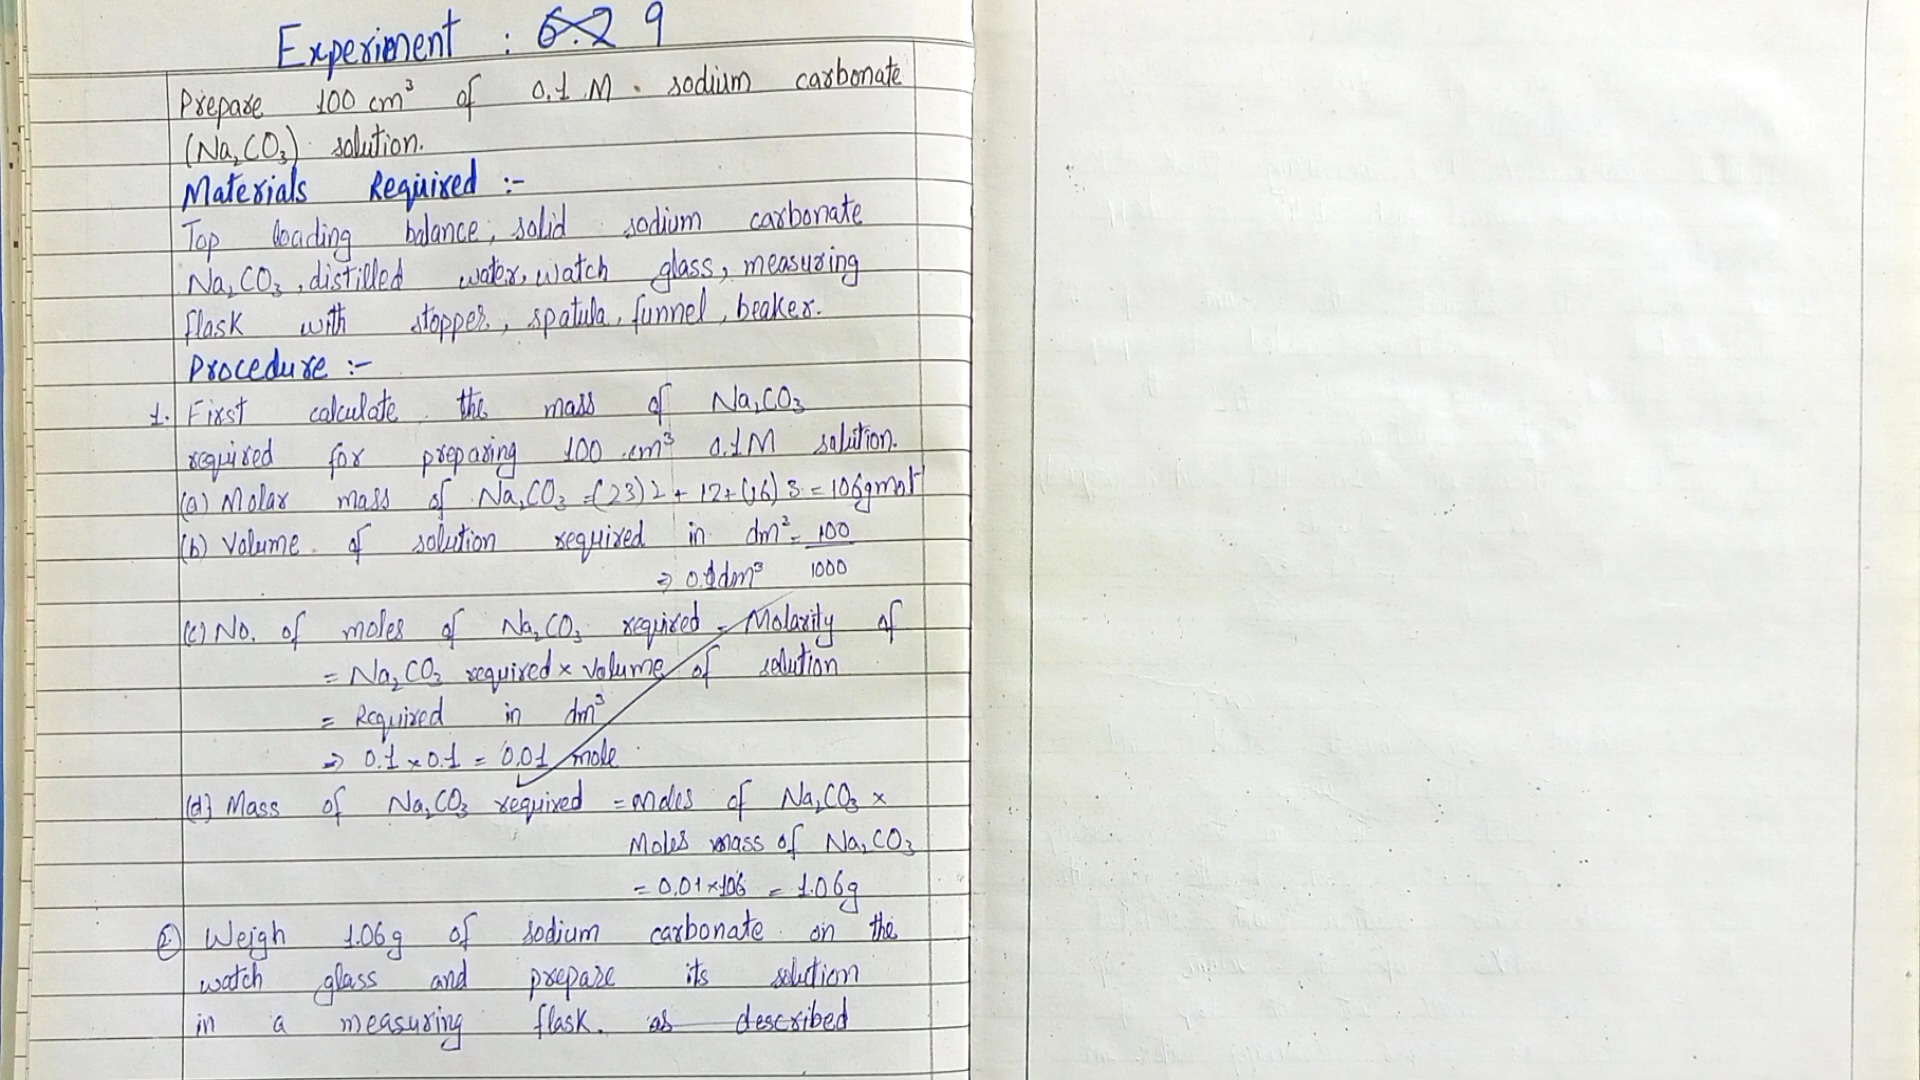 Experiment : 9
Prepare 100 cm³ of 0.1 M. sodium carbonate
(Na₂CO₃) solution.
Materials Required :-
Top loading balance, solid sodium carbonate
Na₂CO₃, distilled water, watch glass, measuring
flask with stopper, spatula, funnel, beaker.
Procedure :-
1. First calculate the mass of Na₂CO₃
required for preparing 100 cm³ 0.1M solution.
(a) Molar mass of Na₂CO₃ = (23)2 + 12+(16)3 = 106gmol⁻¹
(b) Volume of solution required in dm³ = 100/1000
⇒ 0.1dm³
(c) No. of moles of Na₂CO₃ required = Molarity of
= Na₂CO₃ required × Volume of solution
= Required in dm³
⇒ 0.1 × 0.1 = 0.01 mole
(d) Mass of Na₂CO₃ required = moles of Na₂CO₃ ×
Moles mass of Na₂CO₃
= 0.01×106 = 1.06g
② Weigh 1.06g of sodium carbonate on the
watch glass and prepare its solution
in a measuring flask. as described